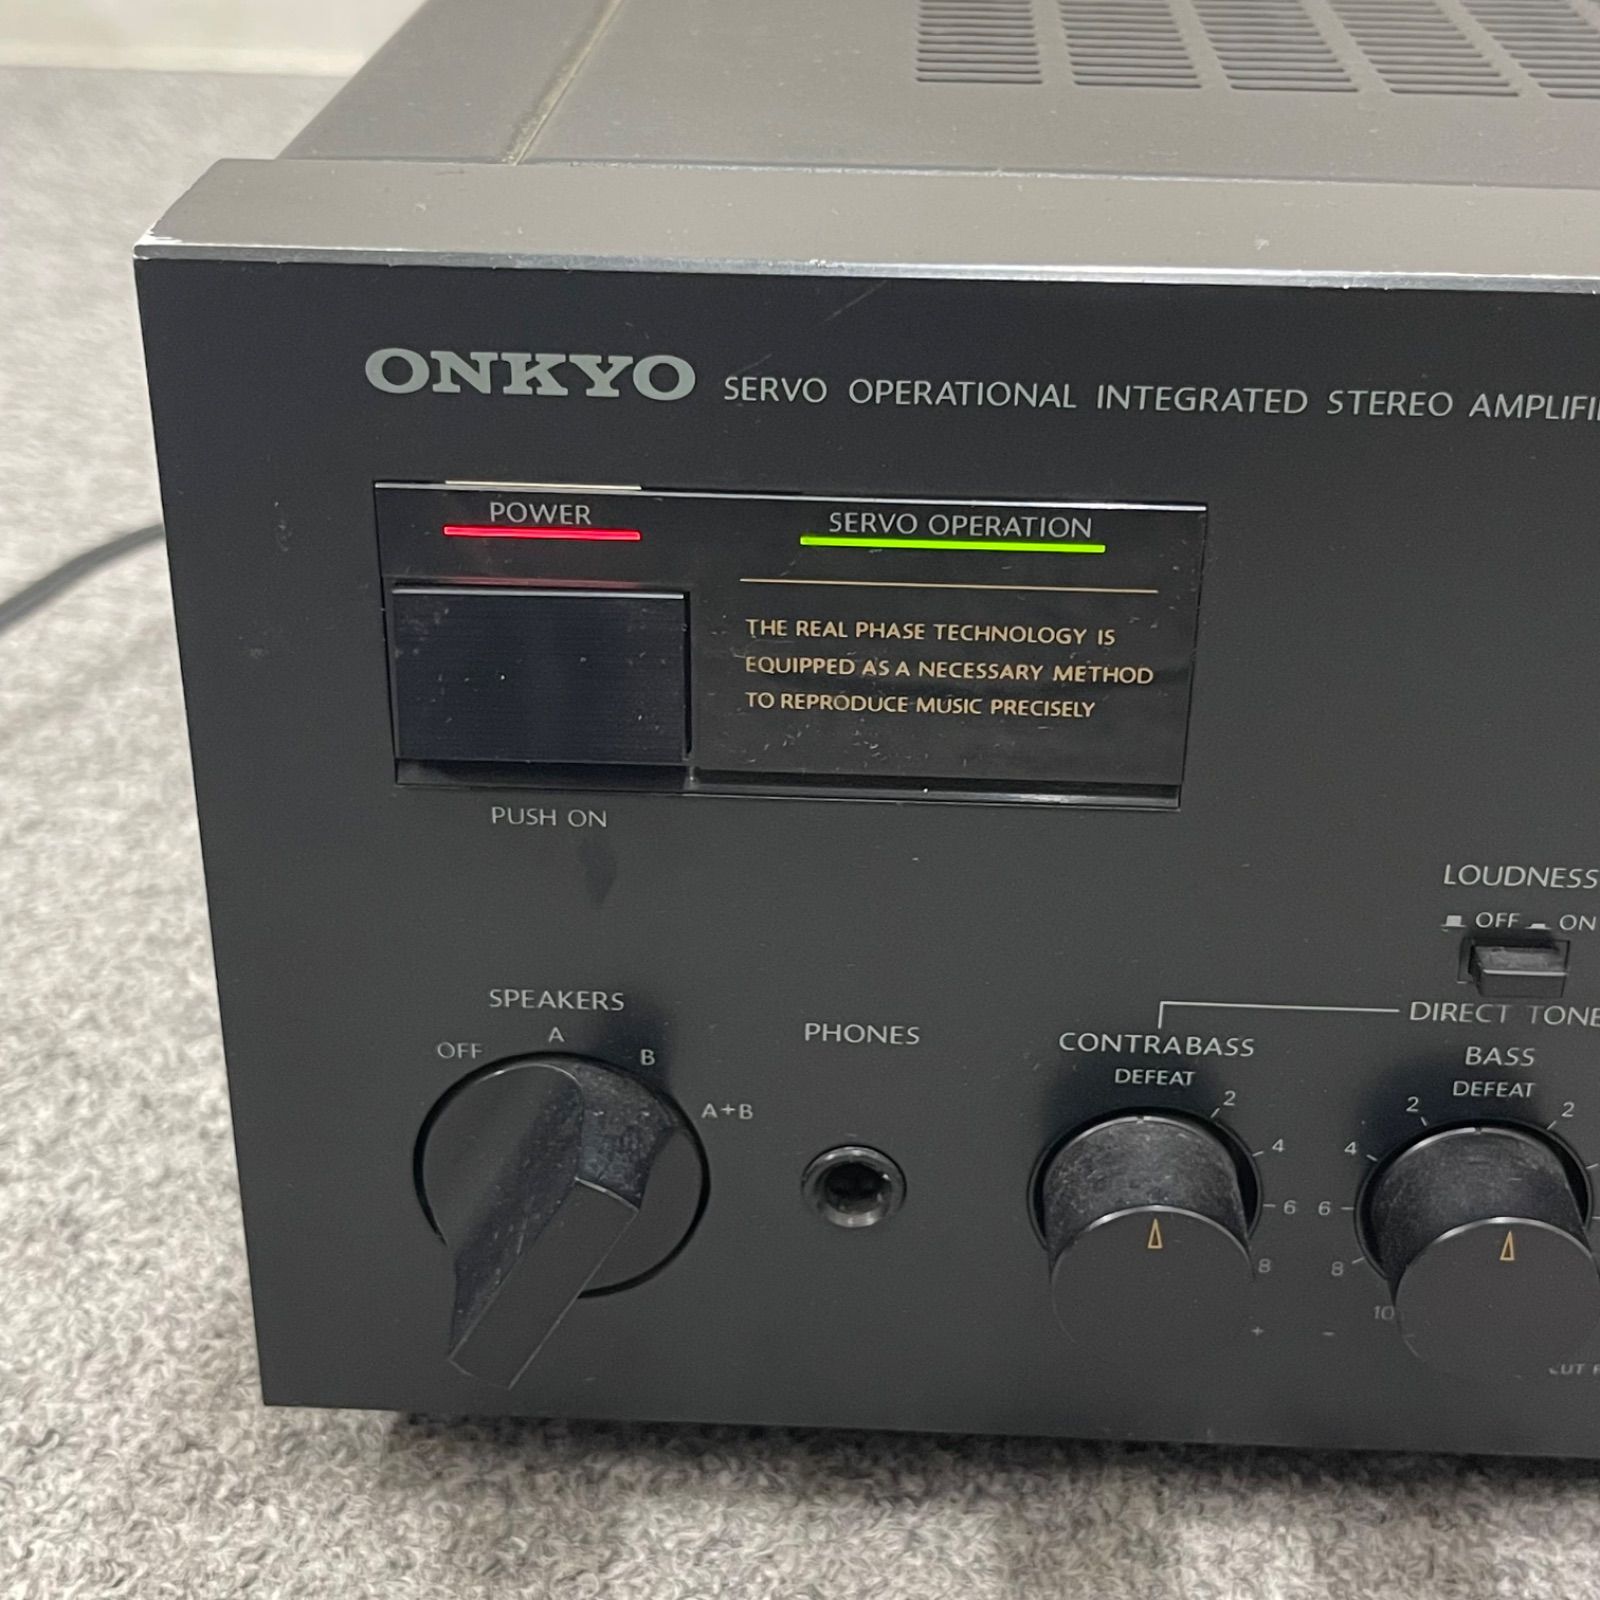 ONKYO SERVO OPERATIONAL INTEGRATED STEREO
POWER
SERVO OPERATION
THE REAL PHASE TECHNOLOGY IS
EQUIPPED AS A NECESSARY METHOD
TO REPRODUCE MUSIC PRECISELY
PUSH ON
LOUDNESS
OFF ON
SPEAKERS
OFF A B A+B
PHONES
DIRECT TONE
CONTRABASS
DEFEAT
2
4
6
8
+
BASS
DEFEAT
2 2
4
6
8
10
-